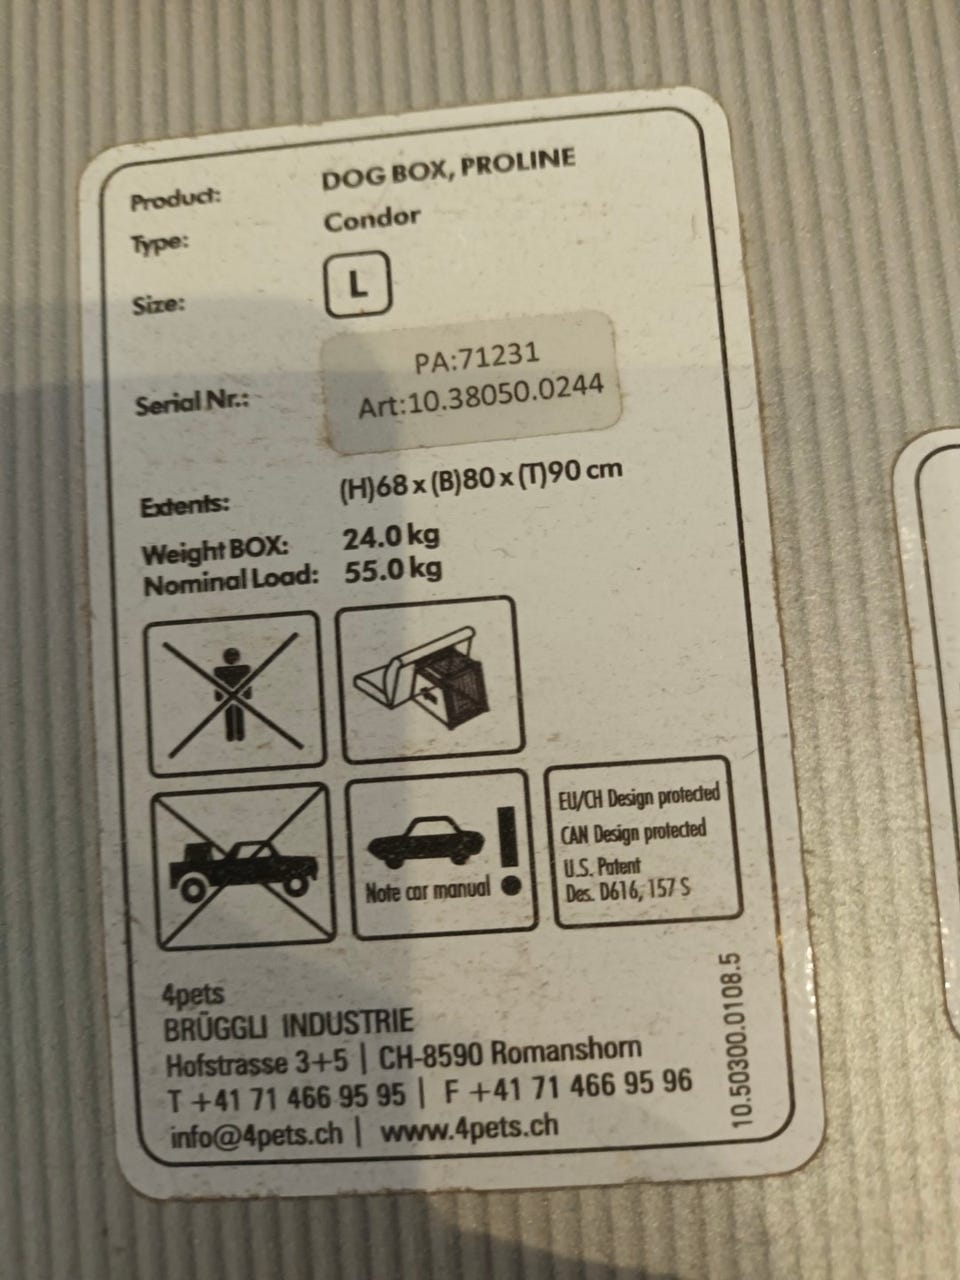 Product: DOG BOX, PROLINE
Type: Condor
Size: L
Serial Nr.: PA:71231
Art:10.38050.0244
Extents: (H)68 x (B)80 x (T)90 cm
Weight BOX: 24.0 kg
Nominal Load: 55.0 kg
Note car manual
EU/CH Design protected
CAN Design protected
U.S. Patent
Des. D616, 157 S
4pets
BRÜGGLI INDUSTRIE
Hofstrasse 3+5 | CH-8590 Romanshorn
T +41 71 466 95 95 | F +41 71 466 95 96
info@4pets.ch | www.4pets.ch
10.50300.0108.5